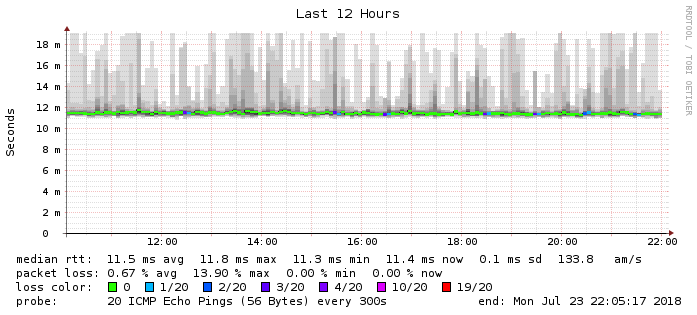 Last 12 Hours
RRDTOOL / TOBI OETIKER
Seconds
18 m
16 m
14 m
12 m
10 m
8 m
6 m
4 m
2 m
0
12:00 14:00 16:00 18:00 20:00 22:00
median rtt: 11.5 ms avg 11.8 ms max 11.3 ms min 11.4 ms now 0.1 ms sd 133.8 am/s
packet loss: 0.67 % avg 13.90 % max 0.00 % min 0.00 % now
loss color: 0 1/20 2/20 3/20 4/20 10/20 19/20
probe: 20 ICMP Echo Pings (56 Bytes) every 300s end: Mon Jul 23 22:05:17 2018